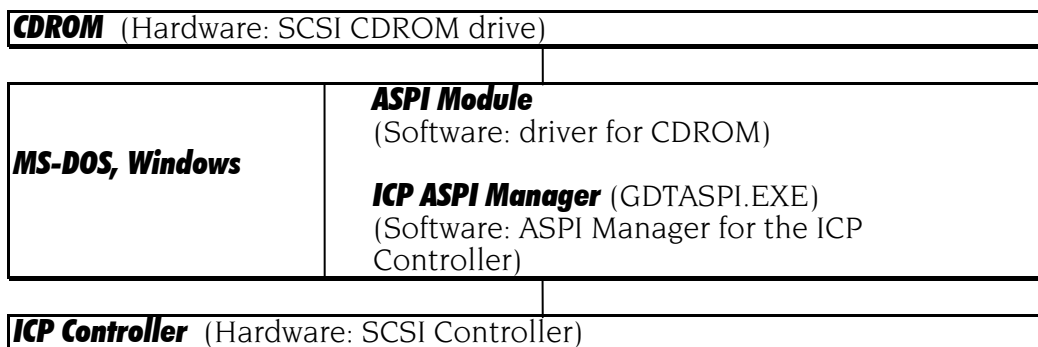 CDROM (Hardware: SCSI CDROM drive)
MS-DOS, Windows
ASPI Module
(Software: driver for CDROM)
ICP ASPI Manager (GDTASPI.EXE)
(Software: ASPI Manager for the ICP
Controller)
ICP Controller (Hardware: SCSI Controller)